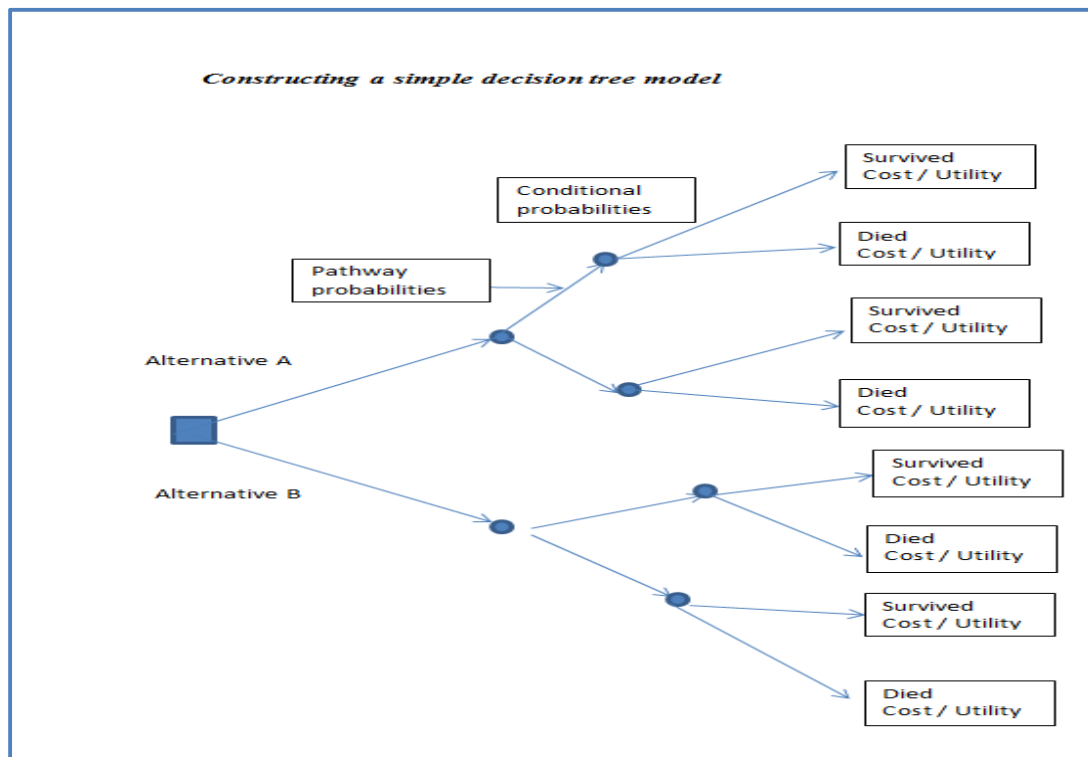 Constructing a simple decision tree model
Survived
Cost / Utility
Conditional
probabilities
Died
Cost / Utility
Pathway
probabilities
Survived
Cost / Utility
Alternative A
Died
Cost / Utility
Survived
Cost / Utility
Alternative B
Died
Cost / Utility
Survived
Cost / Utility
Died
Cost / Utility